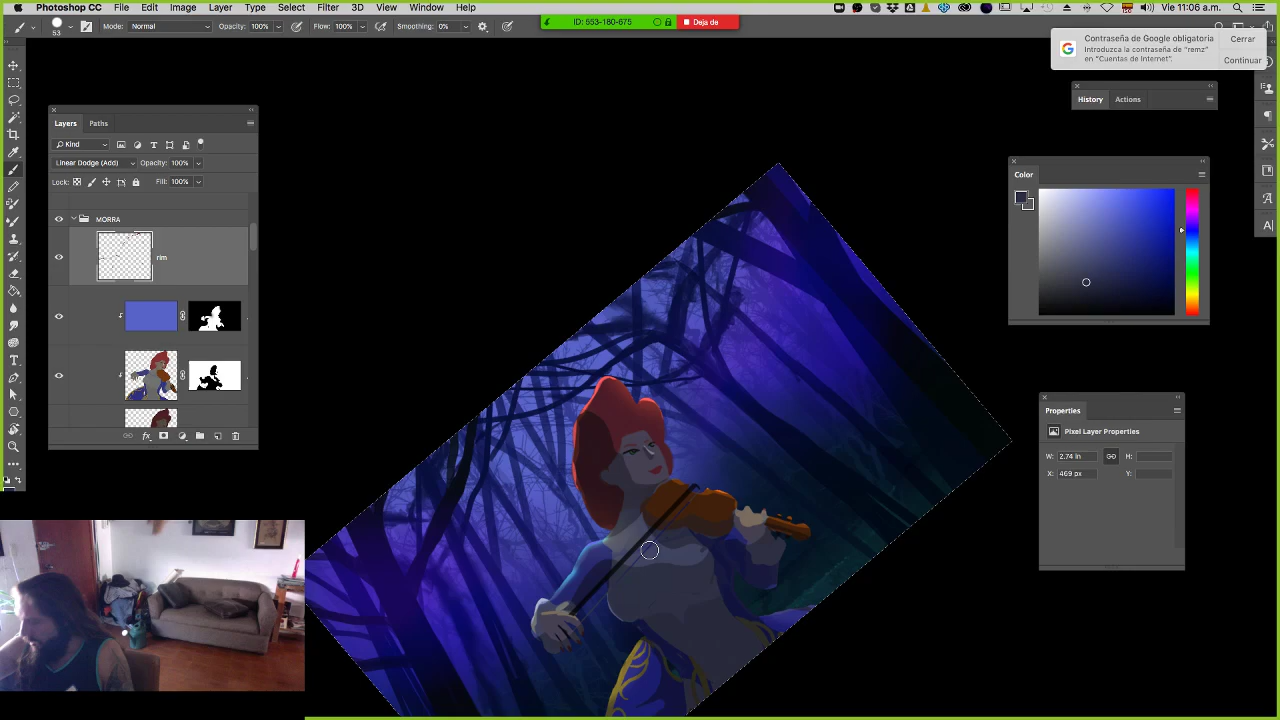 Photoshop CC File Edit Image Layer Type Select Filter 3D View Window Help
Vie 11:06 a.m.
53 Mode: Normal Opacity: 100% Flow: 100% Smoothing: 0%
ID: 553-180-675 Deja de
Contraseña de Google obligatoria
Introduzca la contraseña de "remz"
en "Cuentas de Internet".
Cerrar
Continuar
History Actions
Layers Paths
Kind
Linear Dodge (Add) Opacity: 100%
Lock: Fill: 100%
MORRA
rim
fx
Color
Properties
Pixel Layer Properties
W: 2.74 in H:
X: 469 px Y: